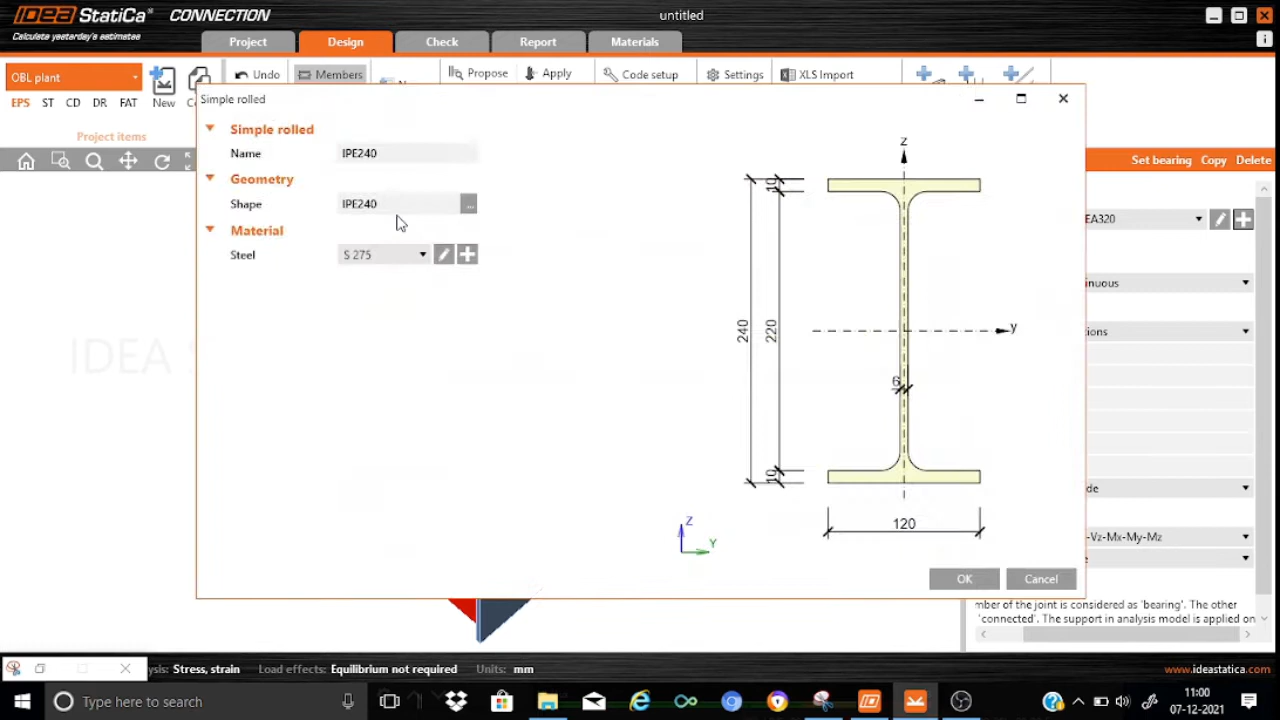 IDEA StatiCa® CONNECTION
Calculate yesterday's estimates
untitled
Project Design Check Report Materials
OBL plant
EPS ST CD DR FAT
New
Undo Members Propose Apply Code setup Settings XLS Import
Project items
Simple rolled
Simple rolled
Name IPE240
Geometry
Shape IPE240 ...
Material
Steel S 275
z
10
240
220
6
y
10
120
Z
Y
OK Cancel
Set bearing Copy Delete
EA320
nuous
ions
de
-Vz-Mx-My-Mz
mber of the joint is considered as 'bearing'. The other
'connected'. The support in analysis model is applied on
IDEA S
ysis: Stress, strain Load effects: Equilibrium not required Units: mm
www.ideastatica.com
Type here to search
11:00
07-12-2021